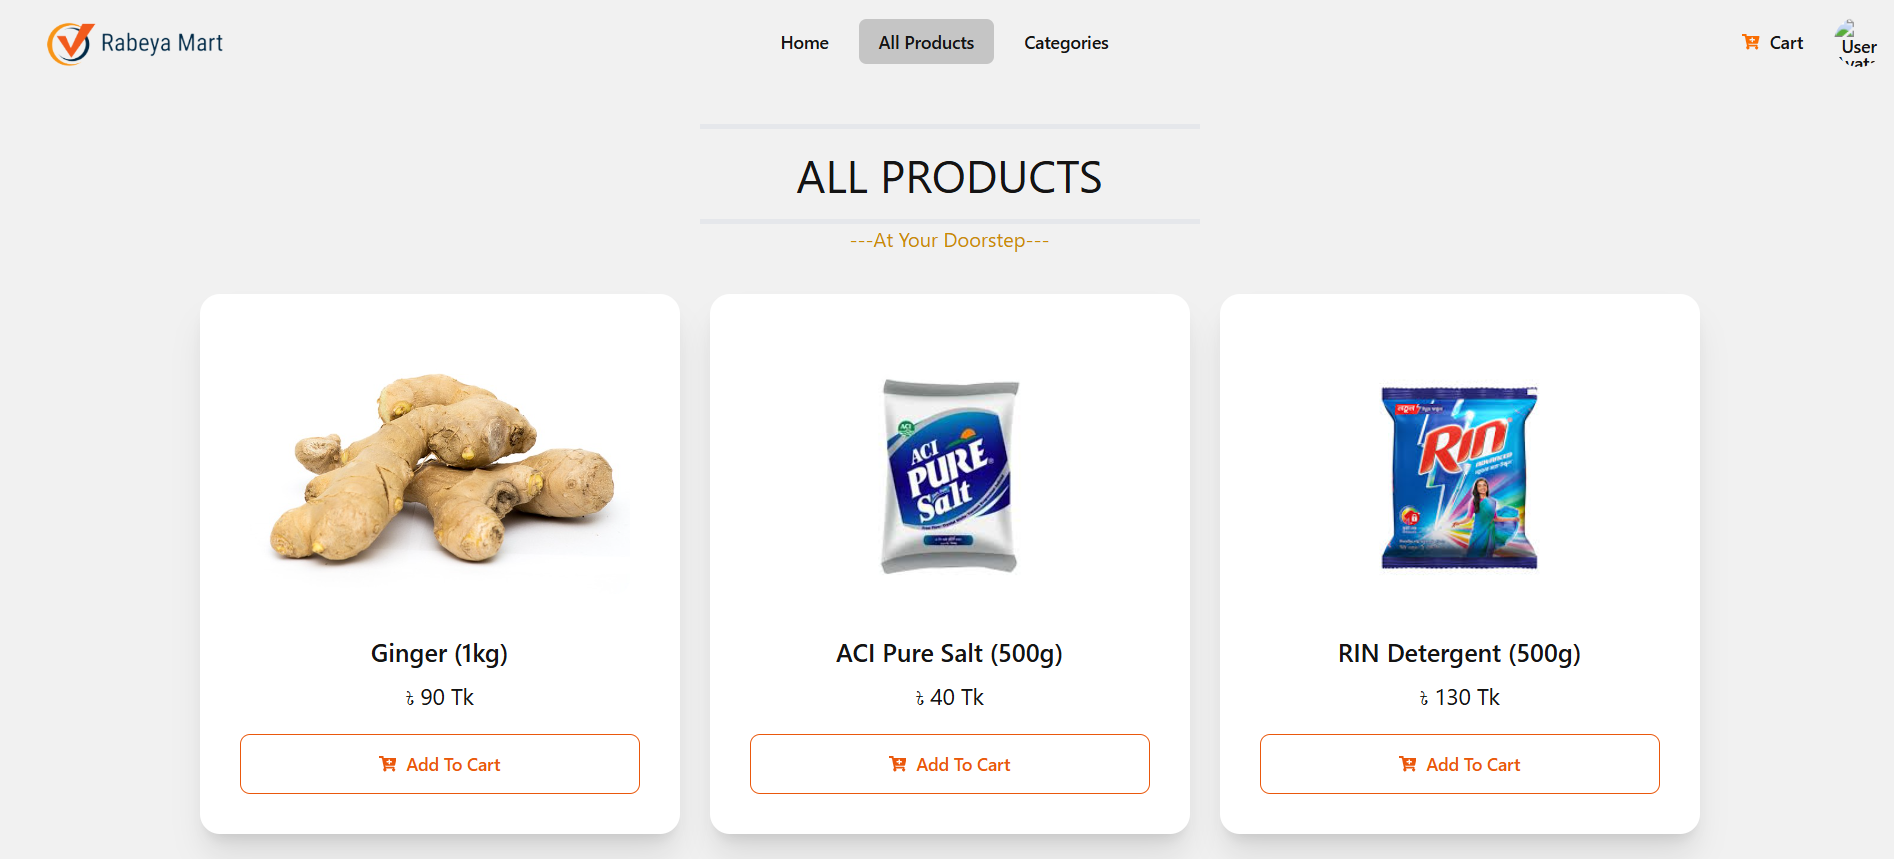 Rabeya Mart
Home
All Products
Categories
Cart
User
ALL PRODUCTS
---At Your Doorstep---
ACI
ACI
PURE
Salt
RIN
ADVANCED
Ginger (1kg)
৳ 90 Tk
Add To Cart
ACI Pure Salt (500g)
৳ 40 Tk
Add To Cart
RIN Detergent (500g)
৳ 130 Tk
Add To Cart